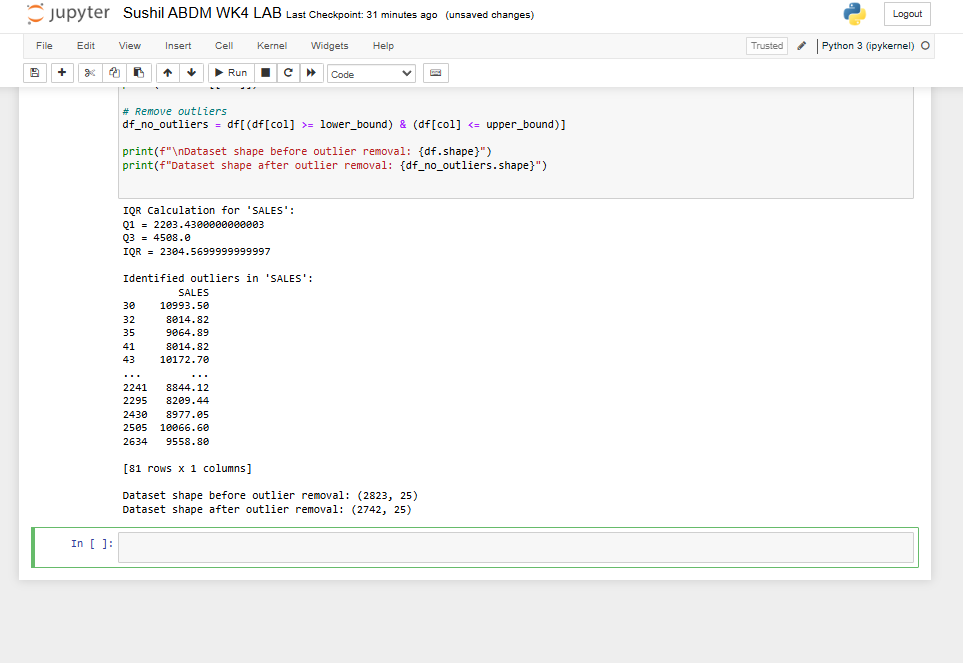 jupyter Sushil ABDM WK4 LAB Last Checkpoint: 31 minutes ago (unsaved changes) Logout
File Edit View Insert Cell Kernel Widgets Help Trusted Python 3 (ipykernel)
Run Code
# Remove outliers
df_no_outliers = df[(df[col] >= lower_bound) & (df[col] <= upper_bound)]
print(f"\nDataset shape before outlier removal: {df.shape}")
print(f"Dataset shape after outlier removal: {df_no_outliers.shape}")
IQR Calculation for 'SALES':
Q1 = 2203.4300000000003
Q3 = 4508.0
IQR = 2304.5699999999997
Identified outliers in 'SALES':
SALES
30 10993.50
32 8014.82
35 9064.89
41 8014.82
43 10172.70
... ...
2241 8844.12
2295 8209.44
2430 8977.05
2505 10066.60
2634 9558.80
[81 rows x 1 columns]
Dataset shape before outlier removal: (2823, 25)
Dataset shape after outlier removal: (2742, 25)
In [ ]: